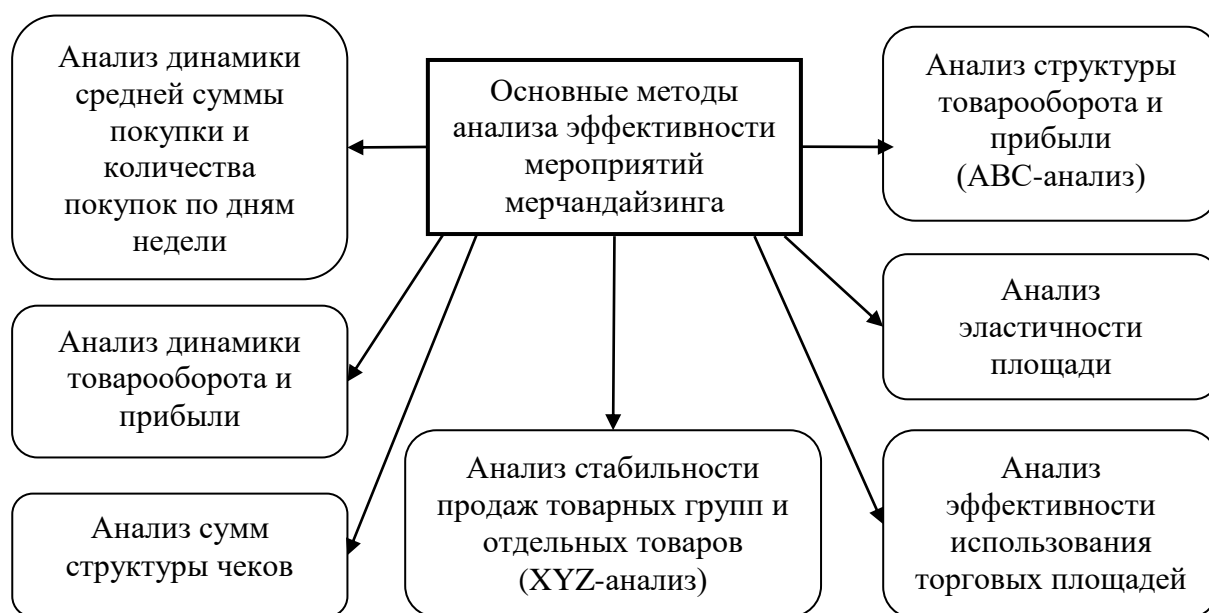 Анализ динамики
средней суммы
покупки и
количества
покупок по дням
недели
Основные методы
анализа эффективности
мероприятий
мерчандайзинга
Анализ структуры
товарооборота и
прибыли
(АВС-анализ)
Анализ динамики
товарооборота и
прибыли
Анализ
эластичности
площади
Анализ сумм
структуры чеков
Анализ стабильности
продаж товарных групп и
отдельных товаров
(XYZ-анализ)
Анализ
эффективности
использования
торговых площадей